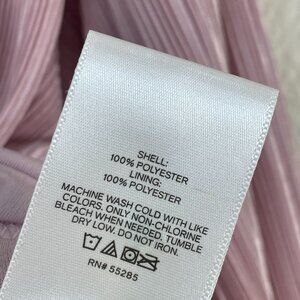 SHELL:
100% POLYESTER
LINING:
100% POLYESTER
MACHINE WASH COLD WITH LIKE
COLORS. ONLY NON-CHLORINE
BLEACH WHEN NEEDED. TUMBLE
DRY LOW. DO NOT IRON.
RN# 55285